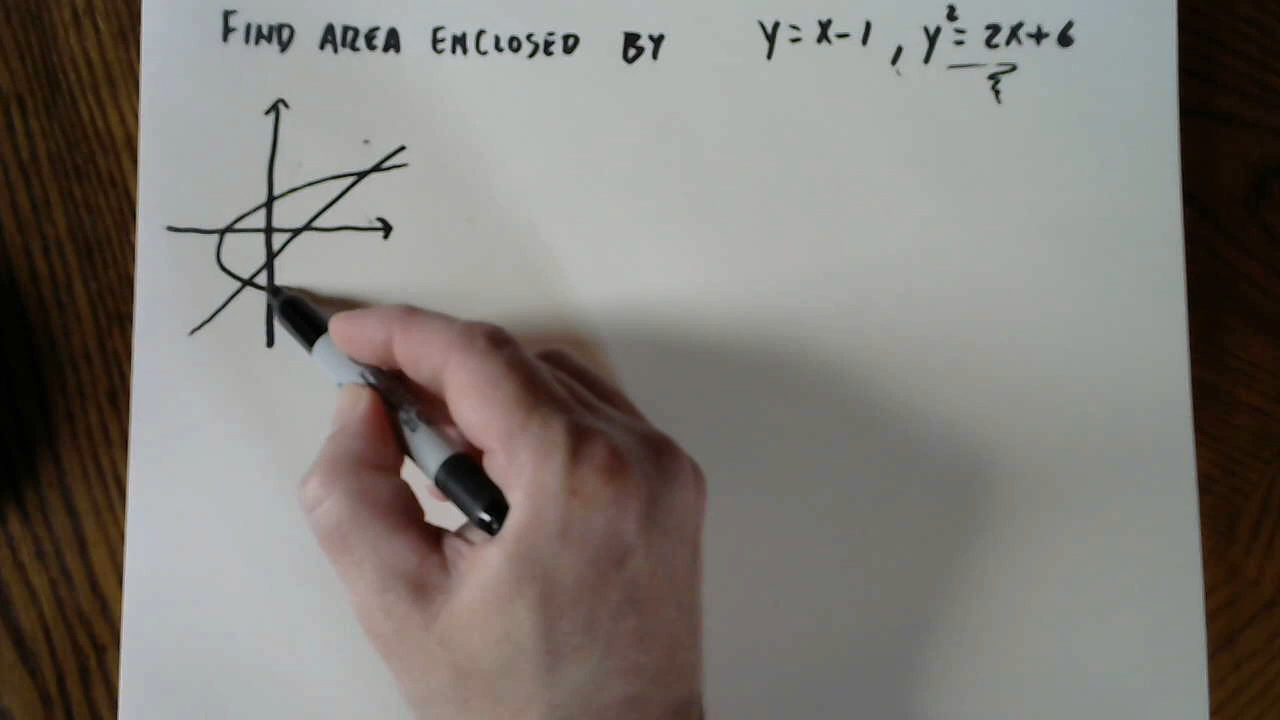 FIND AREA ENCLOSED BY y = x - 1 , y² = 2x + 6